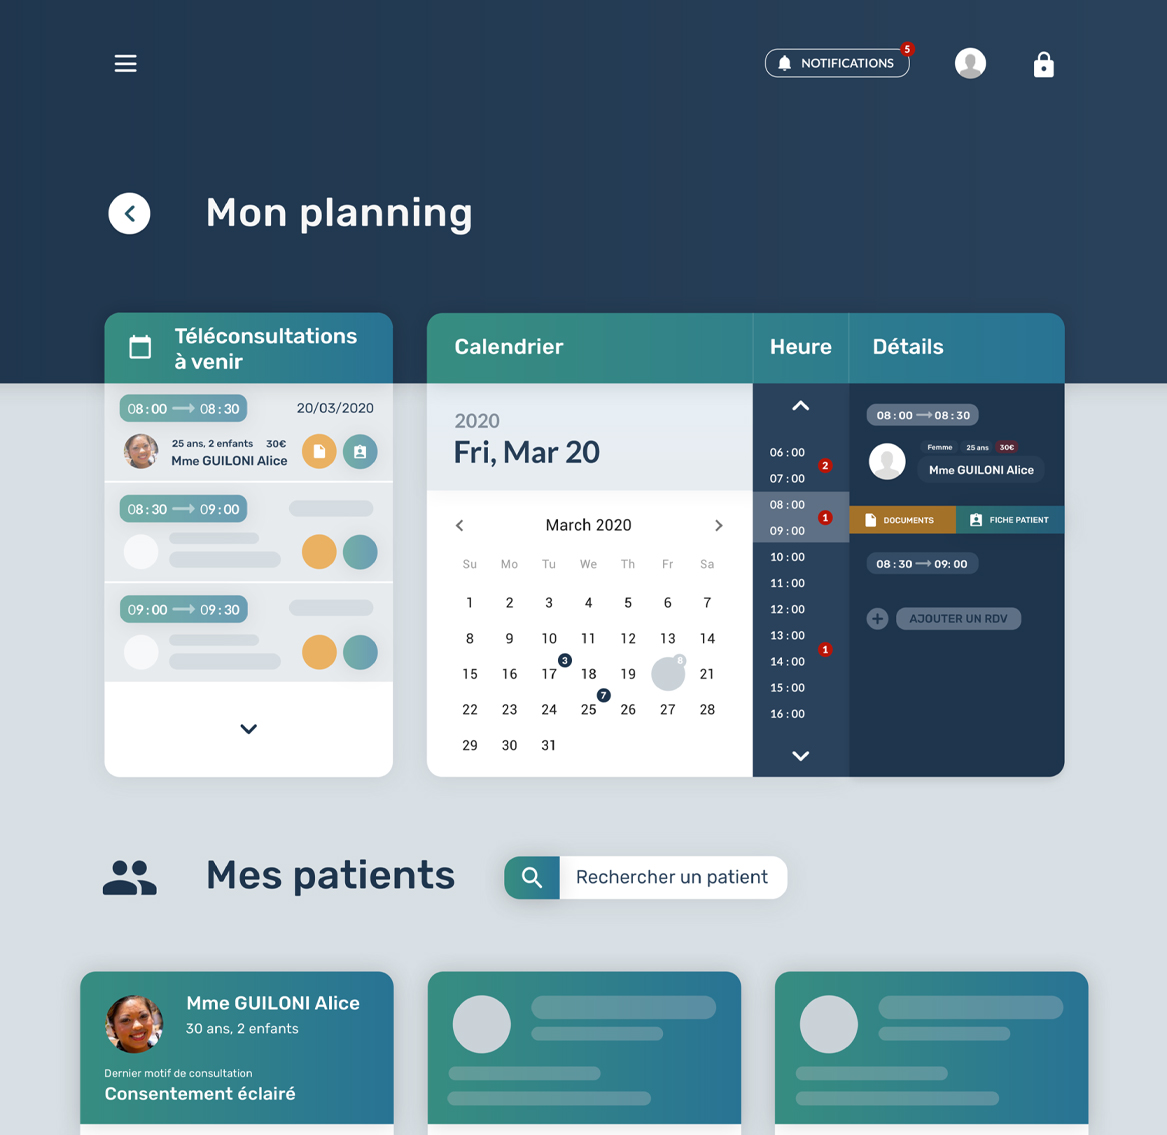 NOTIFICATIONS
5
Mon planning
Téléconsultations
à venir
08:00 08:30
20/03/2020
25 ans, 2 enfants 30€
Mme GUILONI Alice
08:30 09:00
09:00 09:30
Calendrier
Heure
Détails
2020
Fri, Mar 20
March 2020
Su Mo Tu We Th Fr Sa
1 2 3 4 5 6 7
8 9 10 11 12 13 14
3 8
15 16 17 18 19 21
7
22 23 24 25 26 27 28
29 30 31
06:00
2
07:00
08:00
1
09:00
10:00
11:00
12:00
13:00
1
14:00
15:00
16:00
08:00 08:30
Femme 25 ans 30€
Mme GUILONI Alice
DOCUMENTS
FICHE PATIENT
08:30 09:00
AJOUTER UN RDV
Mes patients
Rechercher un patient
Mme GUILONI Alice
30 ans, 2 enfants
Dernier motif de consultation
Consentement éclairé